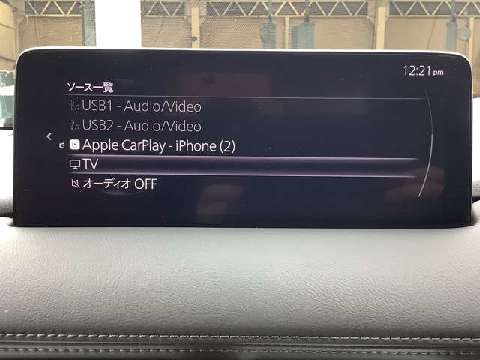 12:21pm
ソース一覧
USB1 - Audio/Video
USB2 - Audio/Video
Apple CarPlay - iPhone (2)
TV
オーディオ OFF